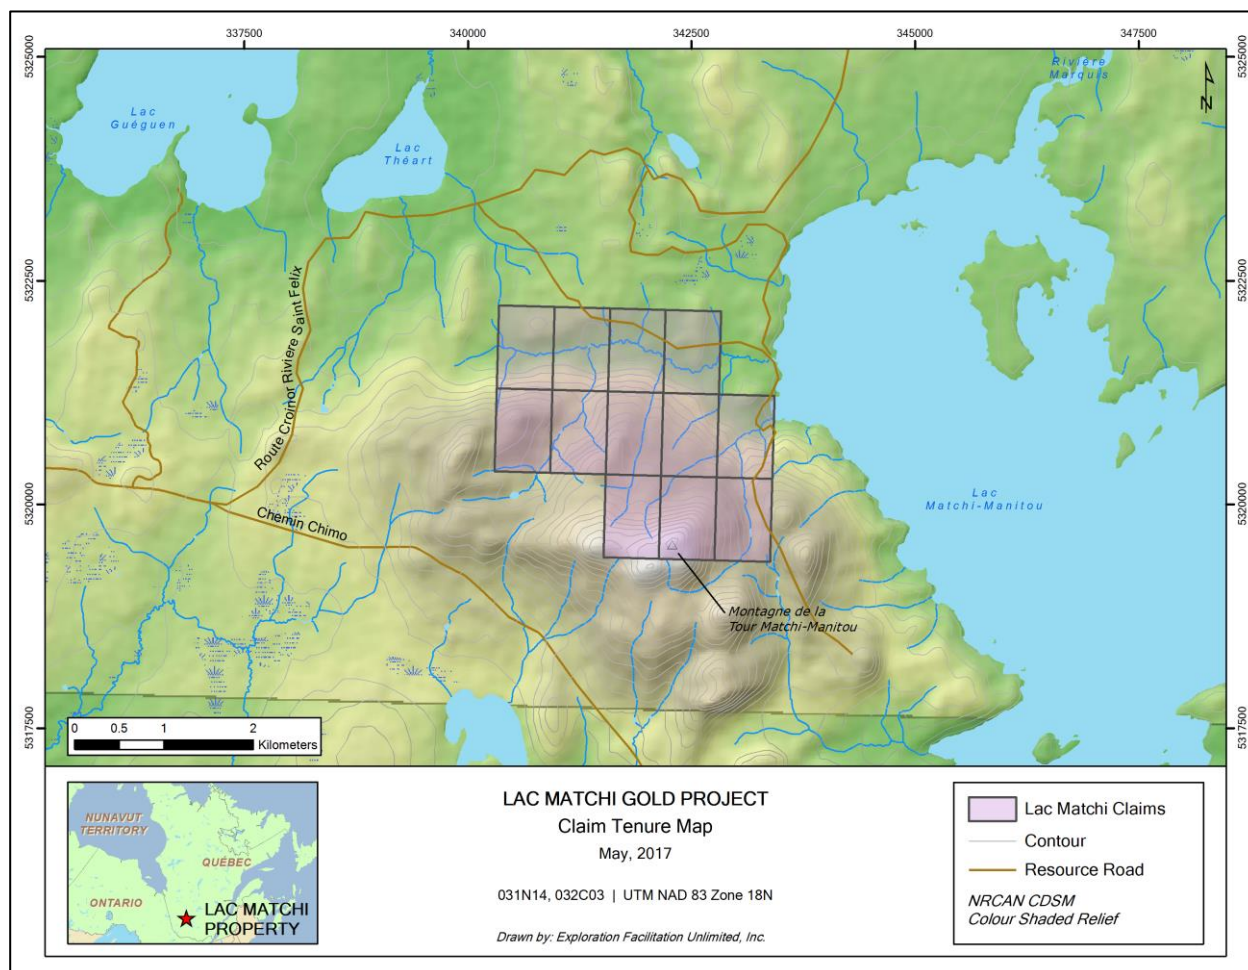 337500
340000
342500
345000
347500
5325000
5325000
Lac
Guéguen
Lac
Théart
Rivière
Marquis
N
5322500
5322500
Route Croinor Riviere Saint Felix
5320000
5320000
Chemin Chimo
Lac
Matchi-Manitou
Montagne de la
Tour Matchi-Manitou
5317500
5317500
0 0.5 1 2
Kilometers
NUNAVUT
TERRITORY
QUÉBEC
ONTARIO
LAC MATCHI
PROPERTY
LAC MATCHI GOLD PROJECT
Claim Tenure Map
May, 2017
031N14, 032C03 | UTM NAD 83 Zone 18N
Drawn by: Exploration Facilitation Unlimited, Inc.
Lac Matchi Claims
Contour
Resource Road
NRCAN CDSM
Colour Shaded Relief